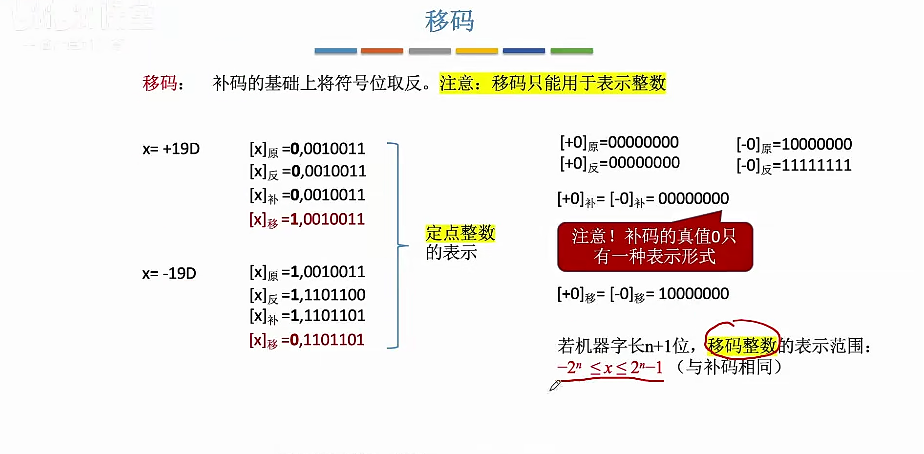 移码
移码： 补码的基础上将符号位取反。注意：移码只能用于表示整数
x= +19D
[x]原 =0,0010011
[x]反 =0,0010011
[x]补 =0,0010011
[x]移 =1,0010011
x= -19D
[x]原 =1,0010011
[x]反 =1,1101100
[x]补 =1,1101101
[x]移 =0,1101101
定点整数
的表示
[+0]原=00000000
[+0]反=00000000
[-0]原=10000000
[-0]反=11111111
[+0]补= [-0]补= 00000000
注意！补码的真值0只
有一种表示形式
[+0]移= [-0]移= 10000000
若机器字长n+1位，移码整数的表示范围：
−2ⁿ ≤ x ≤ 2ⁿ−1 （与补码相同）